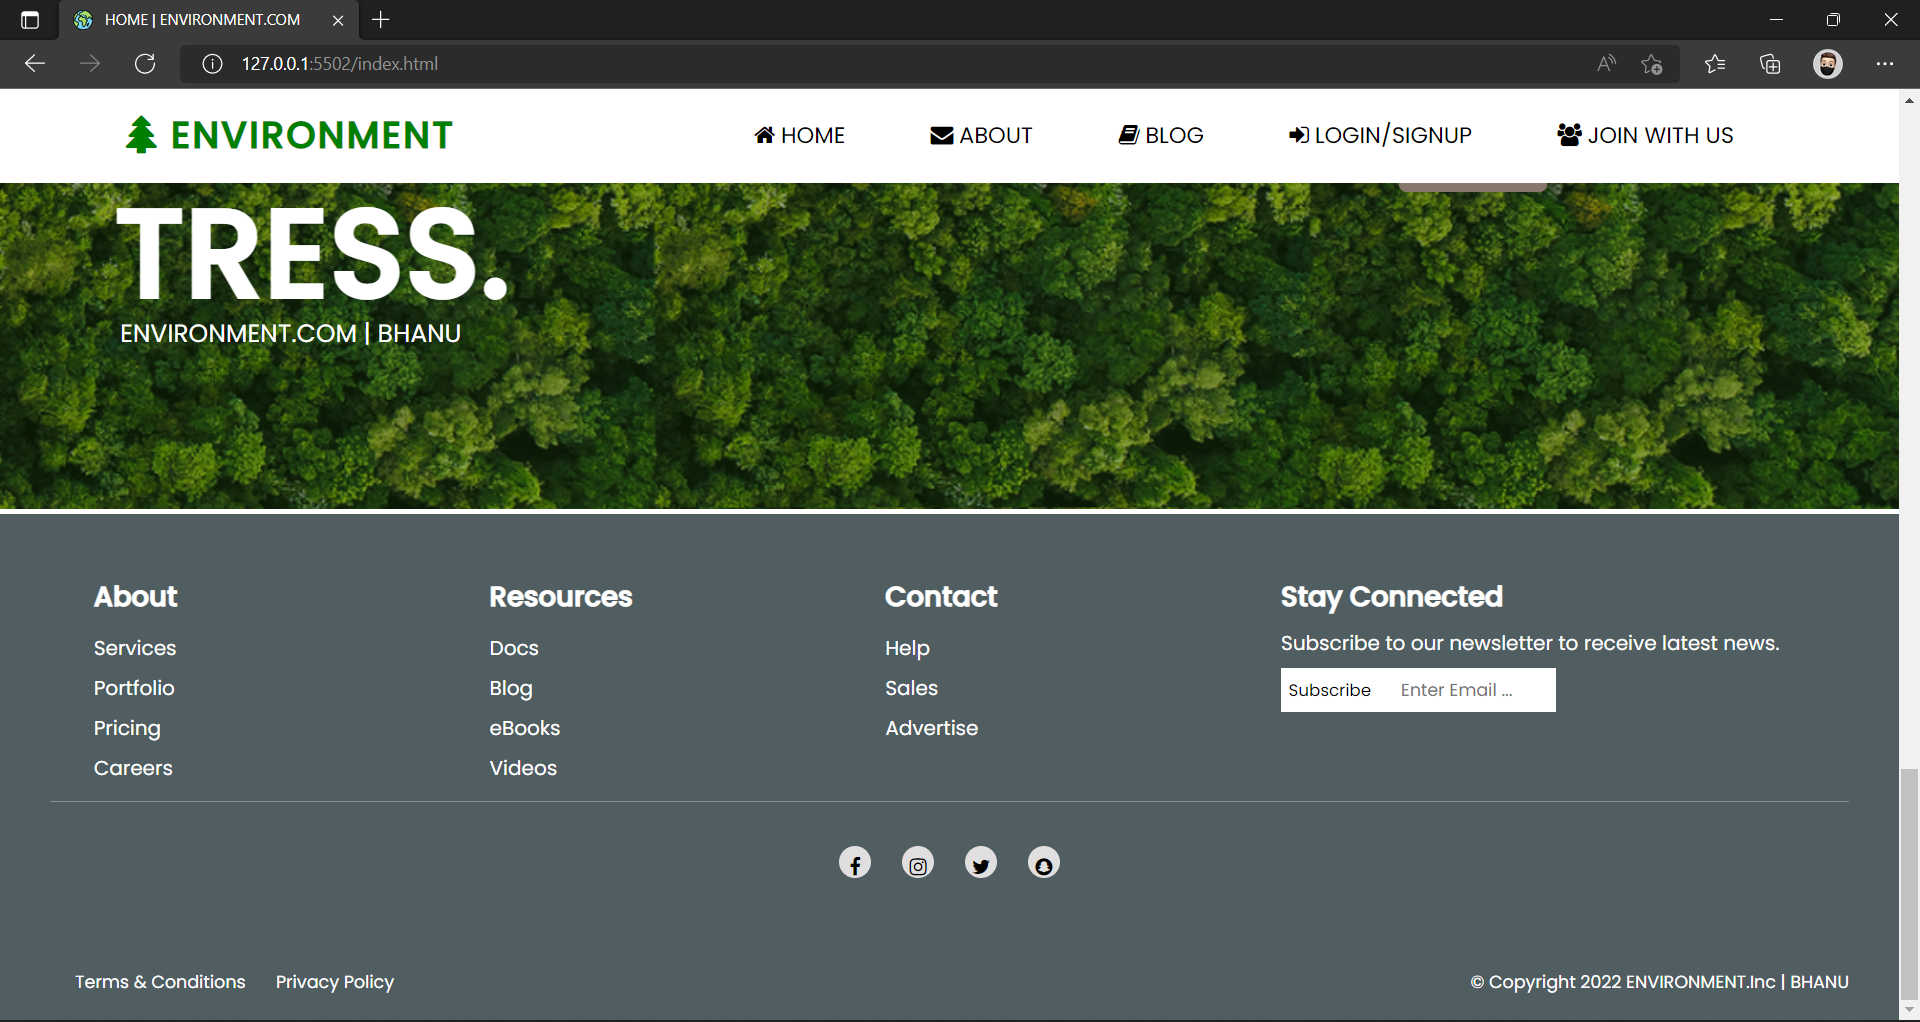 HOME | ENVIRONMENT.COM
127.0.0.1:5502/index.html
ENVIRONMENT HOME ABOUT BLOG LOGIN/SIGNUP JOIN WITH US
TRESS.
ENVIRONMENT.COM | BHANU
About
Services
Portfolio
Pricing
Careers
Resources
Docs
Blog
eBooks
Videos
Contact
Help
Sales
Advertise
Stay Connected
Subscribe to our newsletter to receive latest news.
Subscribe Enter Email ...
Terms & Conditions Privacy Policy © Copyright 2022 ENVIRONMENT.Inc | BHANU